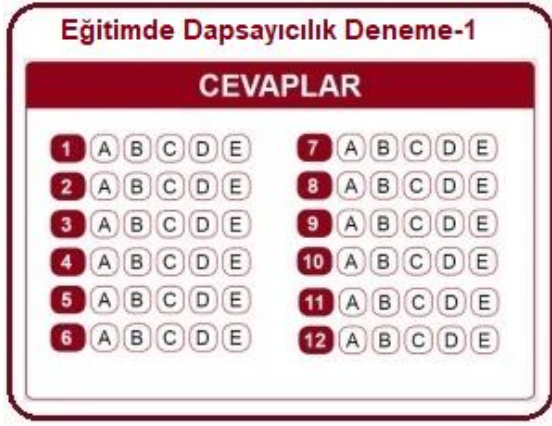 Eğitimde Dapsayıcılık Deneme-1
CEVAPLAR
1 A B C D E
2 A B C D E
3 A B C D E
4 A B C D E
5 A B C D E
6 A B C D E
7 A B C D E
8 A B C D E
9 A B C D E
10 A B C D E
11 A B C D E
12 A B C D E